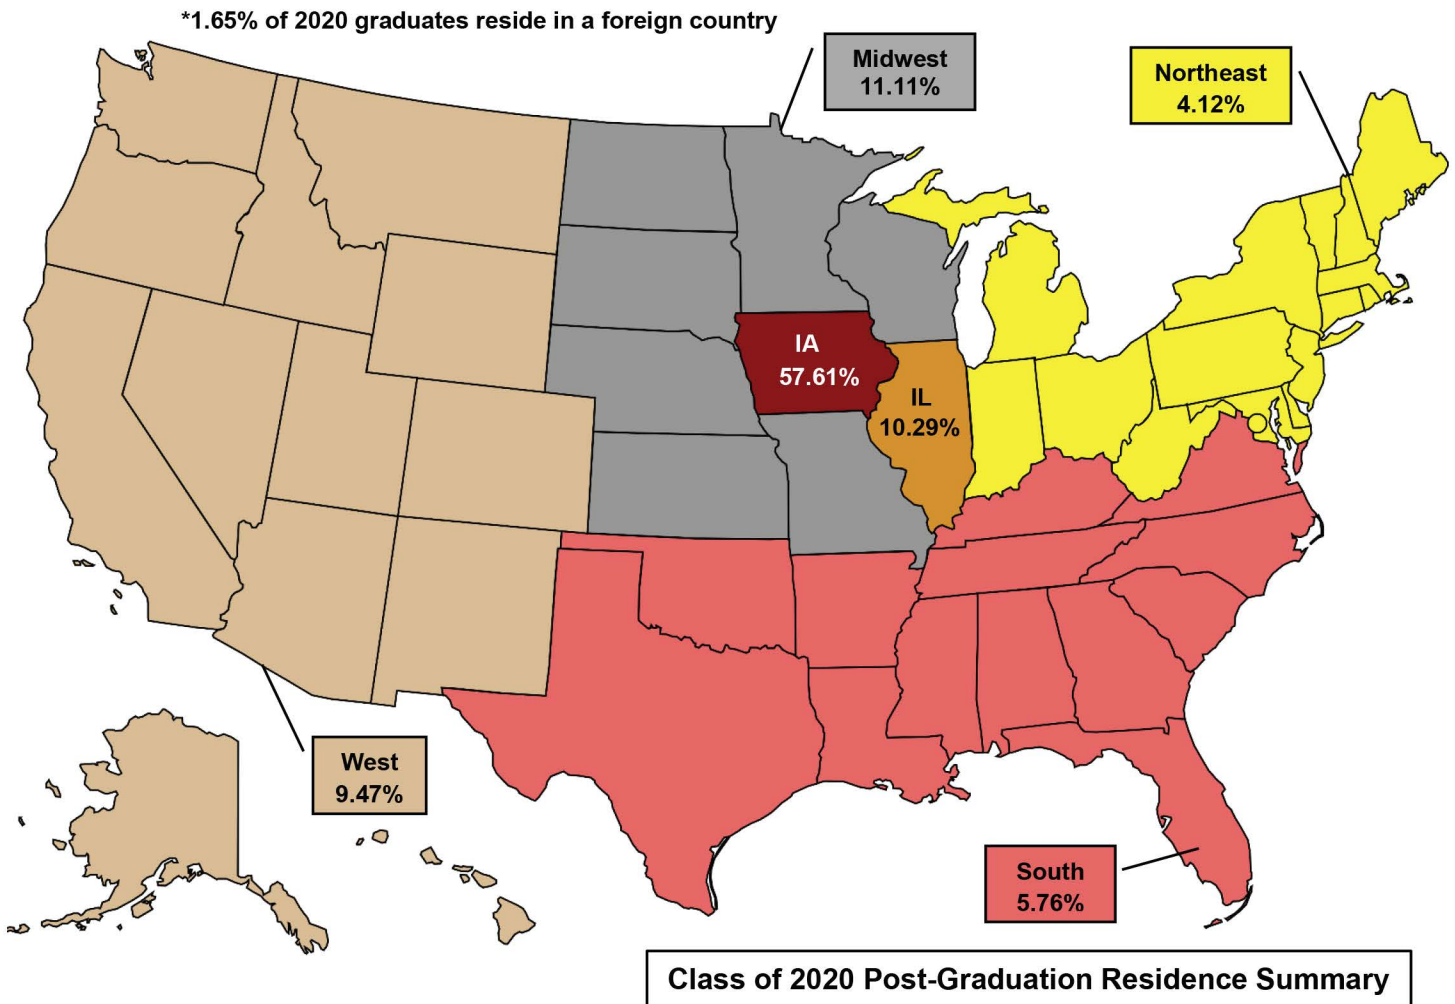 *1.65% of 2020 graduates reside in a foreign country
Midwest
11.11%
Northeast
4.12%
IA
57.61%
IL
10.29%
West
9.47%
South
5.76%
Class of 2020 Post-Graduation Residence Summary